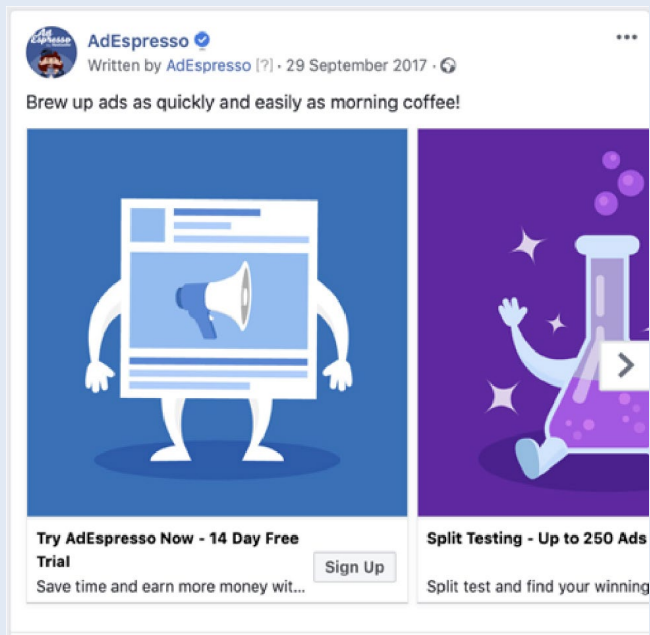 Ad
Espresso
AdEspresso
Written by AdEspresso [?] · 29 September 2017 ·
Brew up ads as quickly and easily as morning coffee!
Try AdEspresso Now - 14 Day Free
Trial
Save time and earn more money wit...
Sign Up
Split Testing - Up to 250 Ads
Split test and find your winning